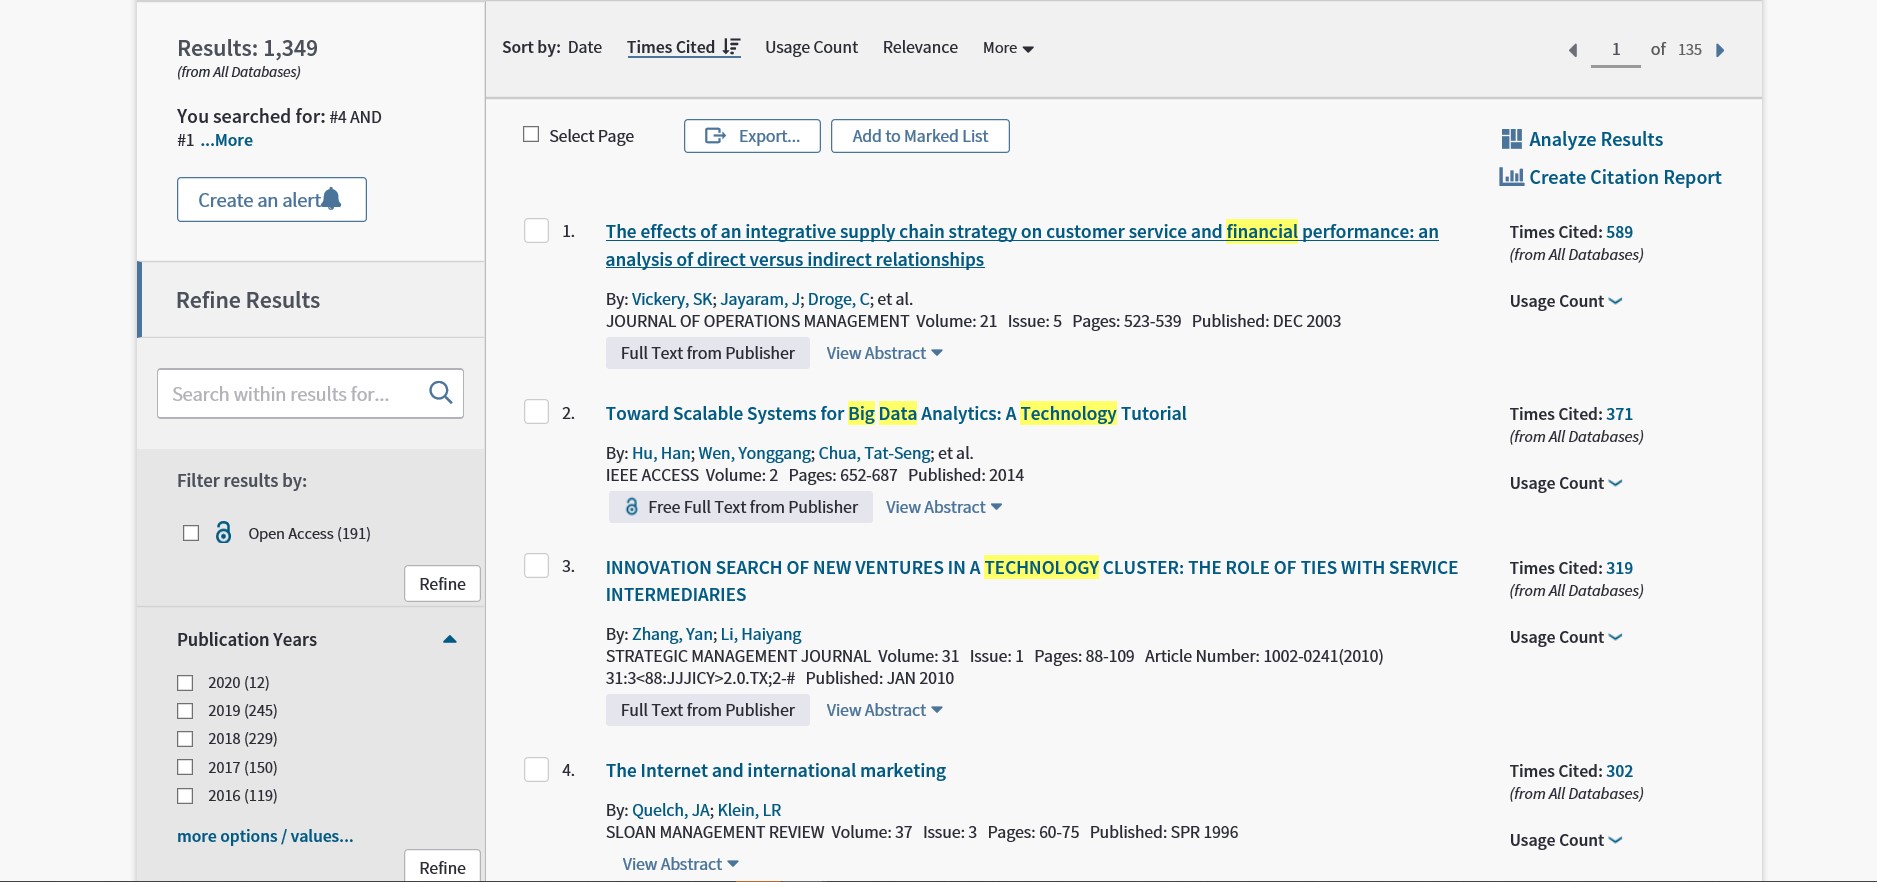 Results: 1,349
(from All Databases)
You searched for: #4 AND
#1 ...More
Create an alert
Refine Results
Search within results for...
Filter results by:
Open Access (191)
Refine
Publication Years
2020 (12)
2019 (245)
2018 (229)
2017 (150)
2016 (119)
more options / values...
Refine
Sort by: Date Times Cited Usage Count Relevance More
1 of 135
Select Page Export... Add to Marked List
Analyze Results
Create Citation Report
1. The effects of an integrative supply chain strategy on customer service and financial performance: an
analysis of direct versus indirect relationships
By: Vickery, SK; Jayaram, J; Droge, C; et al.
JOURNAL OF OPERATIONS MANAGEMENT Volume: 21 Issue: 5 Pages: 523-539 Published: DEC 2003
Full Text from Publisher View Abstract
Times Cited: 589
(from All Databases)
Usage Count
2. Toward Scalable Systems for Big Data Analytics: A Technology Tutorial
By: Hu, Han; Wen, Yonggang; Chua, Tat-Seng; et al.
IEEE ACCESS Volume: 2 Pages: 652-687 Published: 2014
Free Full Text from Publisher View Abstract
Times Cited: 371
(from All Databases)
Usage Count
3. INNOVATION SEARCH OF NEW VENTURES IN A TECHNOLOGY CLUSTER: THE ROLE OF TIES WITH SERVICE
INTERMEDIARIES
By: Zhang, Yan; Li, Haiyang
STRATEGIC MANAGEMENT JOURNAL Volume: 31 Issue: 1 Pages: 88-109 Article Number: 1002-0241(2010)
31:3<88:JJJICY>2.0.TX;2-# Published: JAN 2010
Full Text from Publisher View Abstract
Times Cited: 319
(from All Databases)
Usage Count
4. The Internet and international marketing
By: Quelch, JA; Klein, LR
SLOAN MANAGEMENT REVIEW Volume: 37 Issue: 3 Pages: 60-75 Published: SPR 1996
View Abstract
Times Cited: 302
(from All Databases)
Usage Count